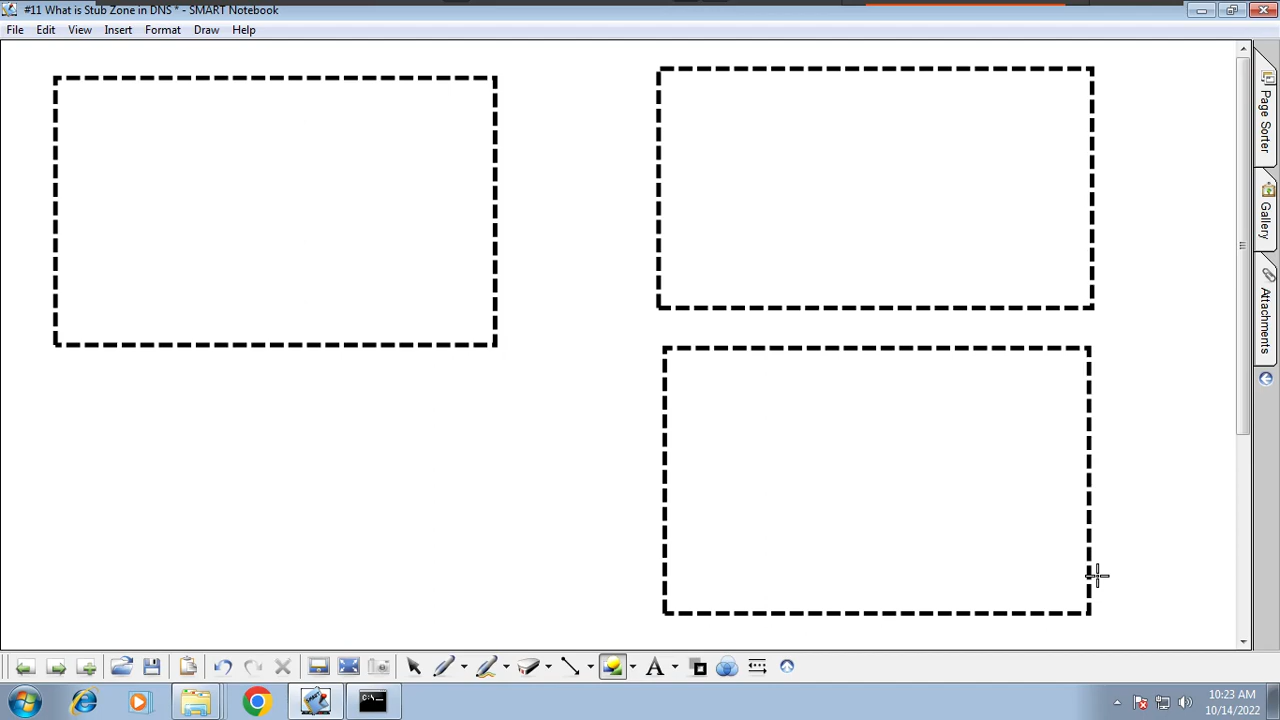 #11 What is Stub Zone in DNS * - SMART Notebook
File Edit View Insert Format Draw Help
Page Sorter
Gallery
Attachments
A
C:\.
10:23 AM
10/14/2022